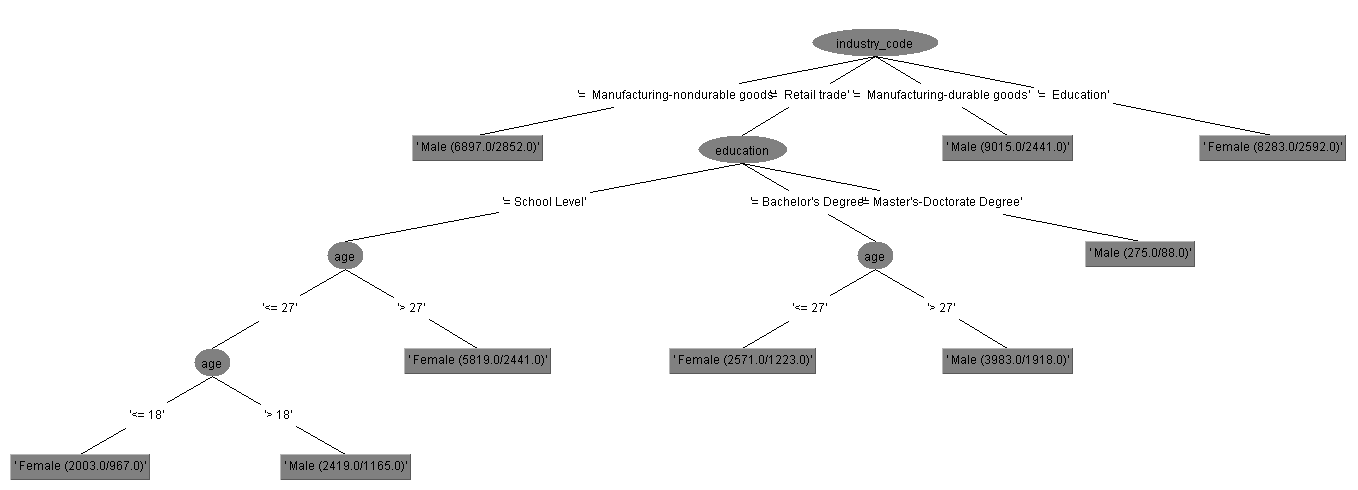 industry_code
'= Manufacturing-nondurable goods'
'= Retail trade'
'= Manufacturing-durable goods'
'= Education'
'Male (6897.0/2852.0)'
education
'Male (9015.0/2441.0)'
'Female (8283.0/2592.0)'
'= School Level'
'= Bachelor's Degree'
'= Master's-Doctorate Degree'
age
age
'Male (275.0/88.0)'
'<= 27'
'> 27'
'<= 27'
'> 27'
age
'Female (5819.0/2441.0)'
'Female (2571.0/1223.0)'
'Male (3983.0/1918.0)'
'<= 18'
'> 18'
'Female (2003.0/967.0)'
'Male (2419.0/1165.0)'